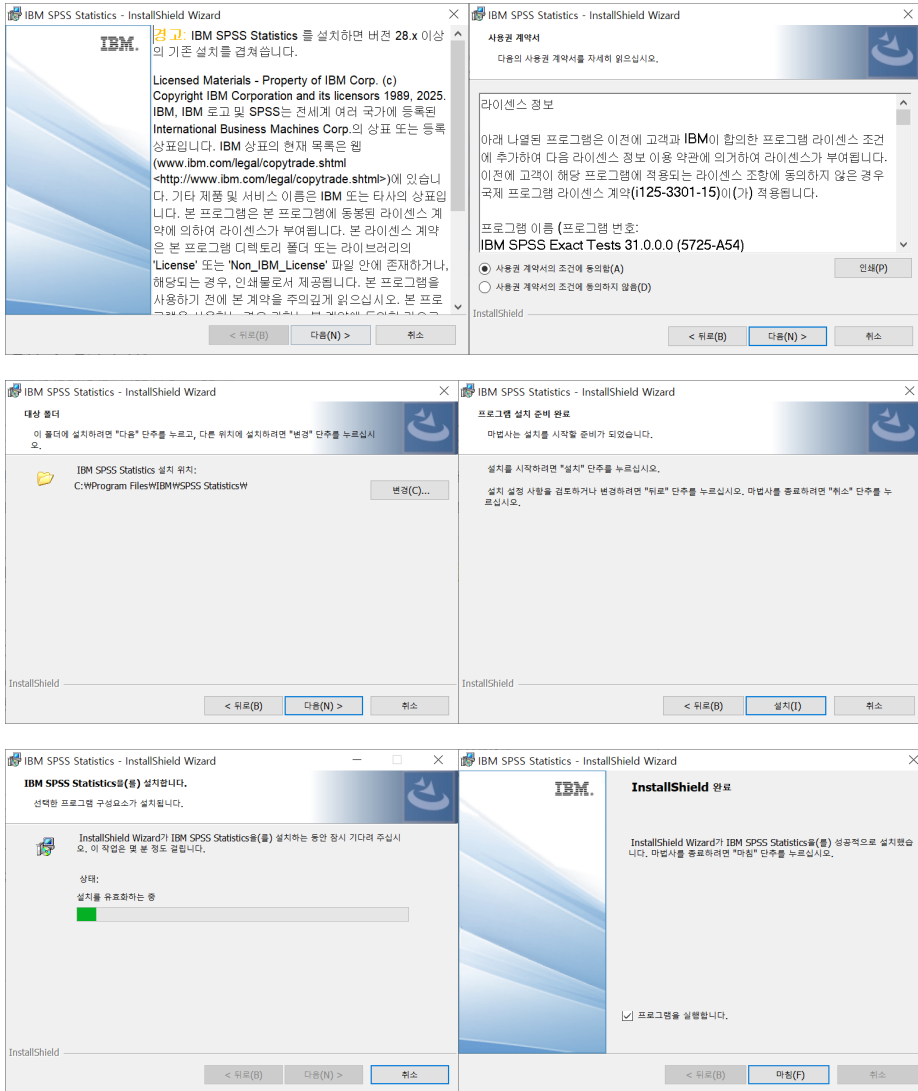 IBM SPSS Statistics - InstallShield Wizard
IBM.
경고: IBM SPSS Statistics 를 설치하면 버전 28.x 이상
의 기존 설치를 겹쳐씁니다.
Licensed Materials - Property of IBM Corp. (c)
Copyright IBM Corporation and its licensors 1989, 2025.
IBM, IBM 로고 및 SPSS는 전세계 여러 국가에 등록된
International Business Machines Corp.의 상표 또는 등록
상표입니다. IBM 상표의 현재 목록은 웹
(www.ibm.com/legal/copytrade.shtml
<http://www.ibm.com/legal/copytrade.shtml>)에 있습니
다. 기타 제품 및 서비스 이름은 IBM 또는 타사의 상표입
니다. 본 프로그램은 본 프로그램에 동봉된 라이센스 계
약에 의하여 라이센스가 부여됩니다. 본 라이센스 계약
은 본 프로그램 디렉토리 폴더 또는 라이브러리의
'License' 또는 'Non_IBM_License' 파일 안에 존재하거나,
해당되는 경우, 인쇄물로서 제공됩니다. 본 프로그램을
사용하기 전에 본 계약을 주의깊게 읽으십시오. 본 프로
< 뒤로(B)
다음(N) >
취소
IBM SPSS Statistics - InstallShield Wizard
사용권 계약서
다음의 사용권 계약서를 자세히 읽으십시오.
라이센스 정보
아래 나열된 프로그램은 이전에 고객과 IBM이 합의한 프로그램 라이센스 조건
에 추가하여 다음 라이센스 정보 이용 약관에 의거하여 라이센스가 부여됩니다.
이전에 고객이 해당 프로그램에 적용되는 라이센스 조항에 동의하지 않은 경우
국제 프로그램 라이센스 계약(i125-3301-15)이(가) 적용됩니다.
프로그램 이름 (프로그램 번호:
IBM SPSS Exact Tests 31.0.0.0 (5725-A54)
사용권 계약서의 조건에 동의함(A)
인쇄(P)
사용권 계약서의 조건에 동의하지 않음(D)
InstallShield
< 뒤로(B)
다음(N) >
취소
IBM SPSS Statistics - InstallShield Wizard
대상 폴더
이 폴더에 설치하려면 "다음" 단추를 누르고, 다른 위치에 설치하려면 "변경" 단추를 누르십시
오.
IBM SPSS Statistics 설치 위치:
C:₩Program Files₩IBM₩SPSS Statistics₩
변경(C)...
InstallShield
< 뒤로(B)
다음(N) >
취소
IBM SPSS Statistics - InstallShield Wizard
프로그램 설치 준비 완료
마법사는 설치를 시작할 준비가 되었습니다.
설치를 시작하려면 "설치" 단추를 누르십시오.
설치 설정 사항을 검토하거나 변경하려면 "뒤로" 단추를 누르십시오. 마법사를 종료하려면 "취소" 단추를 누
르십시오.
InstallShield
< 뒤로(B)
설치(I)
취소
IBM SPSS Statistics - InstallShield Wizard
IBM SPSS Statistics을(를) 설치합니다.
선택한 프로그램 구성요소가 설치됩니다.
InstallShield Wizard가 IBM SPSS Statistics을(를) 설치하는 동안 잠시 기다려 주십시
오. 이 작업은 몇 분 정도 걸립니다.
상태:
설치를 유효화하는 중
InstallShield
< 뒤로(B)
다음(N) >
취소
IBM SPSS Statistics - InstallShield Wizard
IBM.
InstallShield 완료
InstallShield Wizard가 IBM SPSS Statistics을(를) 성공적으로 설치했습
니다. 마법사를 종료하려면 "마침" 단추를 누르십시오.
프로그램을 실행합니다.
< 뒤로(B)
마침(F)
취소